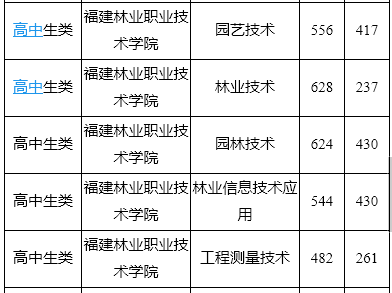 高中生类 福建林业职业技术学院 园艺技术 556 417
高中生类 福建林业职业技术学院 林业技术 628 237
高中生类 福建林业职业技术学院 园林技术 624 430
高中生类 福建林业职业技术学院 林业信息技术应用 544 430
高中生类 福建林业职业技术学院 工程测量技术 482 261